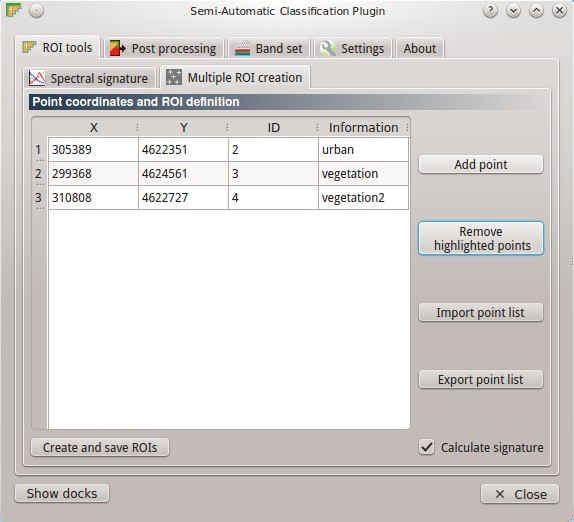 Semi-Automatic Classification Plugin
ROI tools Post processing Band set Settings About
Spectral signature Multiple ROI creation
Point coordinates and ROI definition
X Y ID Information
1 305389 4622351 2 urban
2 299368 4624561 3 vegetation
3 310808 4622727 4 vegetation2
Add point
Remove
highlighted points
Import point list
Export point list
Create and save ROIs Calculate signature
Show docks Close